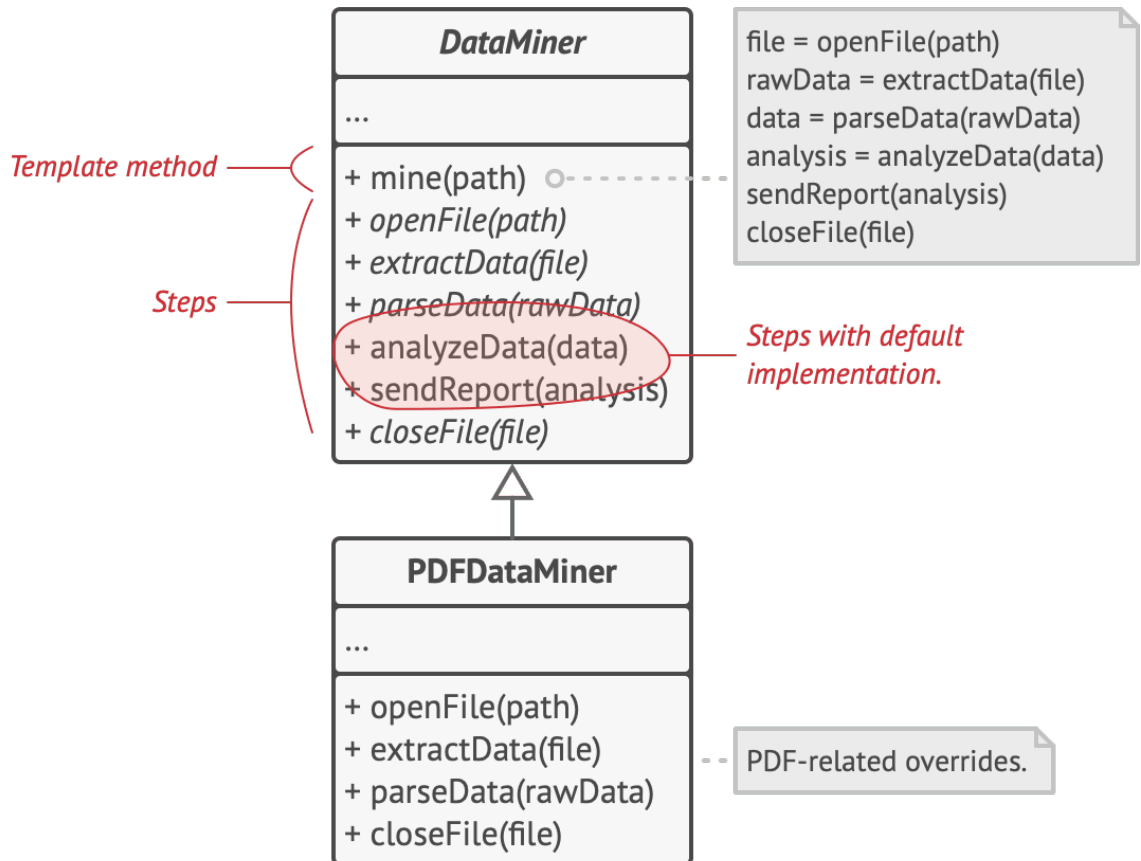 DataMiner
...
Template method
+ mine(path)
+ openFile(path)
+ extractData(file)
+ parseData(rawData)
+ analyzeData(data)
+ sendReport(analysis)
+ closeFile(file)
Steps
file = openFile(path)
rawData = extractData(file)
data = parseData(rawData)
analysis = analyzeData(data)
sendReport(analysis)
closeFile(file)
Steps with default
implementation.
PDFDataMiner
...
+ openFile(path)
+ extractData(file)
+ parseData(rawData)
+ closeFile(file)
PDF-related overrides.